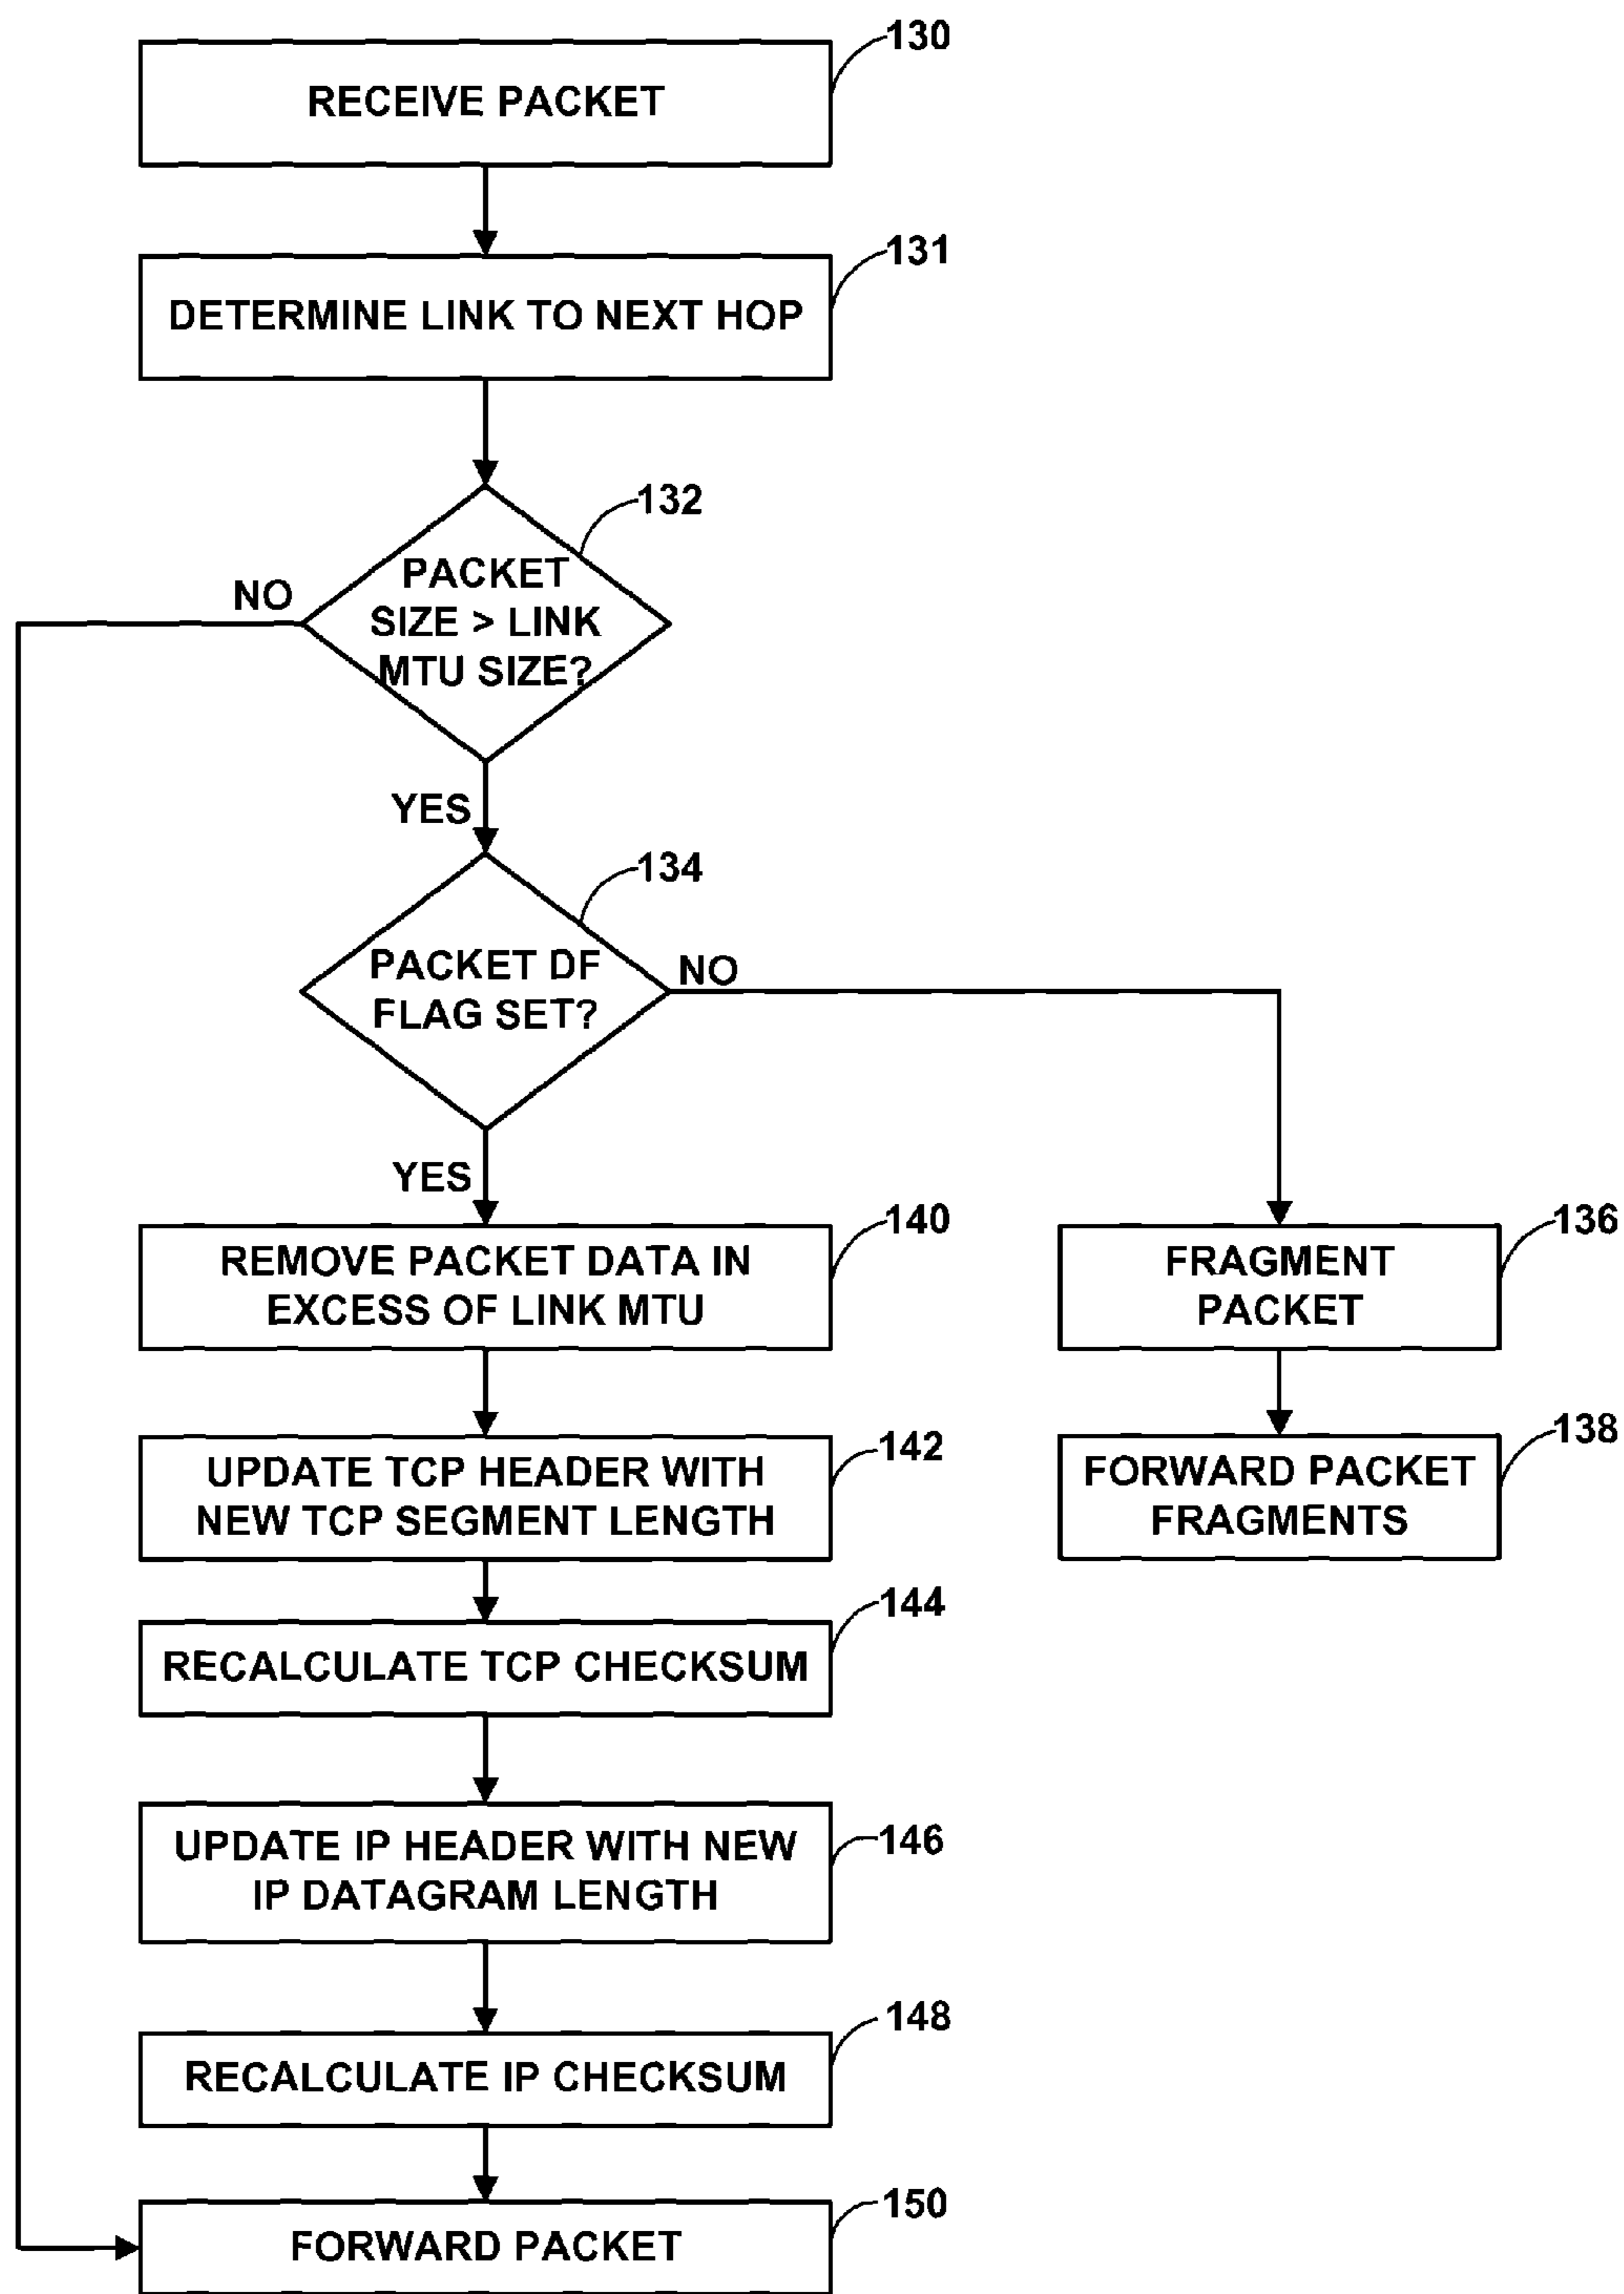 130
RECEIVE PACKET
131
DETERMINE LINK TO NEXT HOP
132
PACKET
SIZE > LINK
MTU SIZE?
NO
YES
134
PACKET DF
FLAG SET?
NO
YES
140
REMOVE PACKET DATA IN
EXCESS OF LINK MTU
136
FRAGMENT
PACKET
142
UPDATE TCP HEADER WITH
NEW TCP SEGMENT LENGTH
138
FORWARD PACKET
FRAGMENTS
144
RECALCULATE TCP CHECKSUM
146
UPDATE IP HEADER WITH NEW
IP DATAGRAM LENGTH
148
RECALCULATE IP CHECKSUM
150
FORWARD PACKET